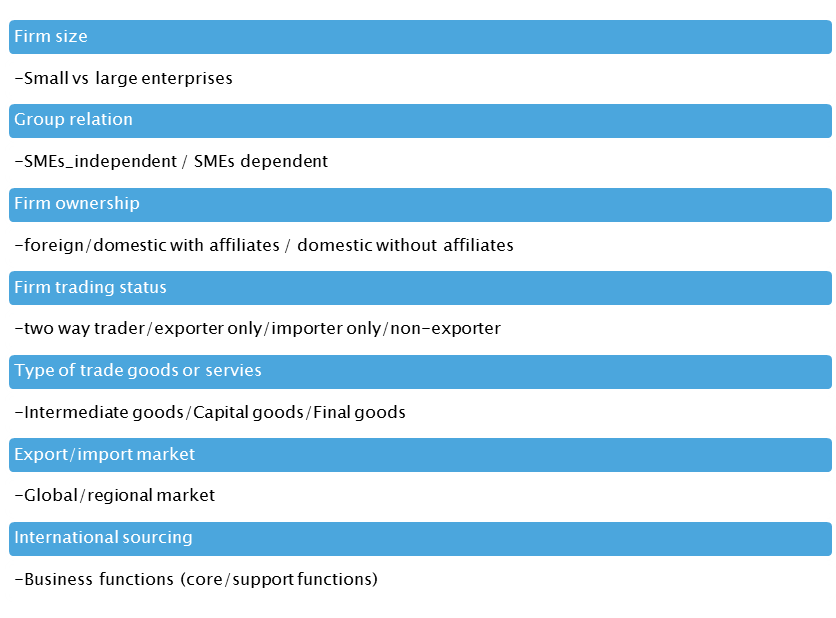 Firm size
-Small vs large enterprises
Group relation
-SMEs_independent / SMEs dependent
Firm ownership
-foreign/domestic with affiliates / domestic without affiliates
Firm trading status
-two way trader/exporter only/importer only/non-exporter
Type of trade goods or servies
-Intermediate goods/Capital goods/Final goods
Export/import market
-Global/regional market
International sourcing
-Business functions (core/support functions)